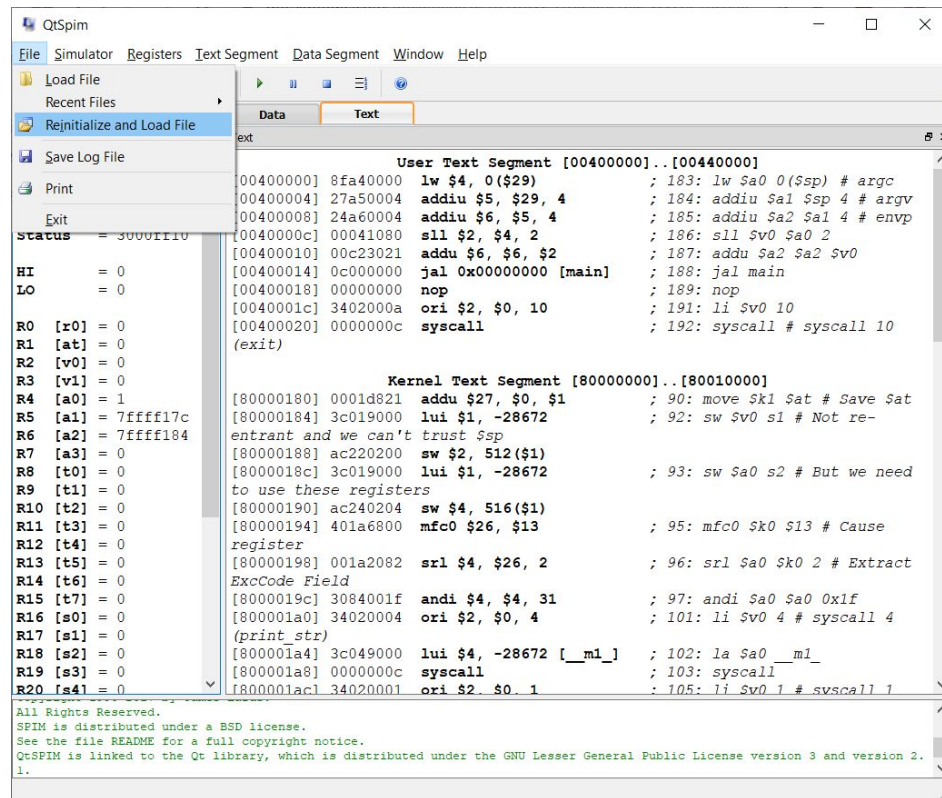 QtSpim
File Simulator Registers Text Segment Data Segment Window Help
Load File
Recent Files
Reinitialize and Load File
Save Log File
Print
Exit
Data Text
ext
Status = 3000ff10
HI = 0
LO = 0
R0 [r0] = 0
R1 [at] = 0
R2 [v0] = 0
R3 [v1] = 0
R4 [a0] = 1
R5 [a1] = 7ffff17c
R6 [a2] = 7ffff184
R7 [a3] = 0
R8 [t0] = 0
R9 [t1] = 0
R10 [t2] = 0
R11 [t3] = 0
R12 [t4] = 0
R13 [t5] = 0
R14 [t6] = 0
R15 [t7] = 0
R16 [s0] = 0
R17 [s1] = 0
R18 [s2] = 0
R19 [s3] = 0
R20 [s4] = 0
User Text Segment [00400000]..[00440000]
[00400000] 8fa40000 lw $4, 0($29) ; 183: lw $a0 0($sp) # argc
[00400004] 27a50004 addiu $5, $29, 4 ; 184: addiu $a1 $sp 4 # argv
[00400008] 24a60004 addiu $6, $5, 4 ; 185: addiu $a2 $a1 4 # envp
[0040000c] 00041080 sll $2, $4, 2 ; 186: sll $v0 $a0 2
[00400010] 00c23021 addu $6, $6, $2 ; 187: addu $a2 $a2 $v0
[00400014] 0c000000 jal 0x00000000 [main] ; 188: jal main
[00400018] 00000000 nop ; 189: nop
[0040001c] 3402000a ori $2, $0, 10 ; 191: li $v0 10
[00400020] 0000000c syscall ; 192: syscall # syscall 10
(exit)
Kernel Text Segment [80000000]..[80010000]
[80000180] 0001d821 addu $27, $0, $1 ; 90: move $k1 $at # Save $at
[80000184] 3c019000 lui $1, -28672 ; 92: sw $v0 s1 # Not re-
entrant and we can't trust $sp
[80000188] ac220200 sw $2, 512($1)
[8000018c] 3c019000 lui $1, -28672 ; 93: sw $a0 s2 # But we need
to use these registers
[80000190] ac240204 sw $4, 516($1)
[80000194] 401a6800 mfc0 $26, $13 ; 95: mfc0 $k0 $13 # Cause
register
[80000198] 001a2082 srl $4, $26, 2 ; 96: srl $a0 $k0 2 # Extract
ExcCode Field
[8000019c] 3084001f andi $4, $4, 31 ; 97: andi $a0 $a0 0x1f
[800001a0] 34020004 ori $2, $0, 4 ; 101: li $v0 4 # syscall 4
(print_str)
[800001a4] 3c049000 lui $4, -28672 [__m1_] ; 102: la $a0 __m1_
[800001a8] 0000000c syscall ; 103: syscall
[800001ac] 34020001 ori $2, $0, 1 ; 105: li $v0 1 # syscall 1
All Rights Reserved.
SPIM is distributed under a BSD license.
See the file README for a full copyright notice.
QtSPIM is linked to the Qt library, which is distributed under the GNU Lesser General Public License version 3 and version 2.
1.